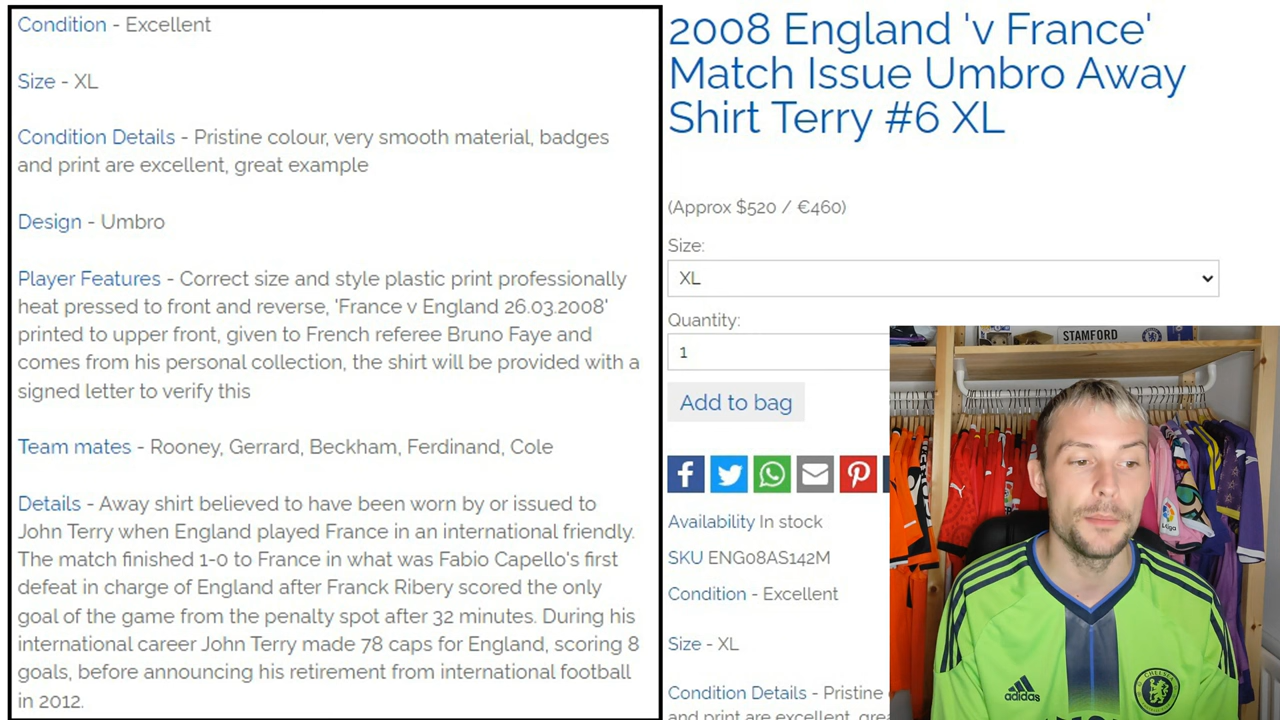 Condition - Excellent
Size - XL
Condition Details - Pristine colour, very smooth material, badges
and print are excellent, great example
Design - Umbro
Player Features - Correct size and style plastic print professionally
heat pressed to front and reverse, 'France v England 26.03.2008'
printed to upper front, given to French referee Bruno Faye and
comes from his personal collection, the shirt will be provided with a
signed letter to verify this
Team mates - Rooney, Gerrard, Beckham, Ferdinand, Cole
Details - Away shirt believed to have been worn by or issued to
John Terry when England played France in an international friendly.
The match finished 1-0 to France in what was Fabio Capello's first
defeat in charge of England after Franck Ribery scored the only
goal of the game from the penalty spot after 32 minutes. During his
international career John Terry made 78 caps for England, scoring 8
goals, before announcing his retirement from international football
in 2012.
2008 England 'v France'
Match Issue Umbro Away
Shirt Terry #6 XL
(Approx $520 / €460)
Size:
XL
Quantity:
1
Add to bag
Availability In stock
SKU ENG08AS142M
Condition - Excellent
Size - XL
Condition Details - Pristine
and print are excellent, grea
STAMFORD
LaLiga
adidas
CHELSEA